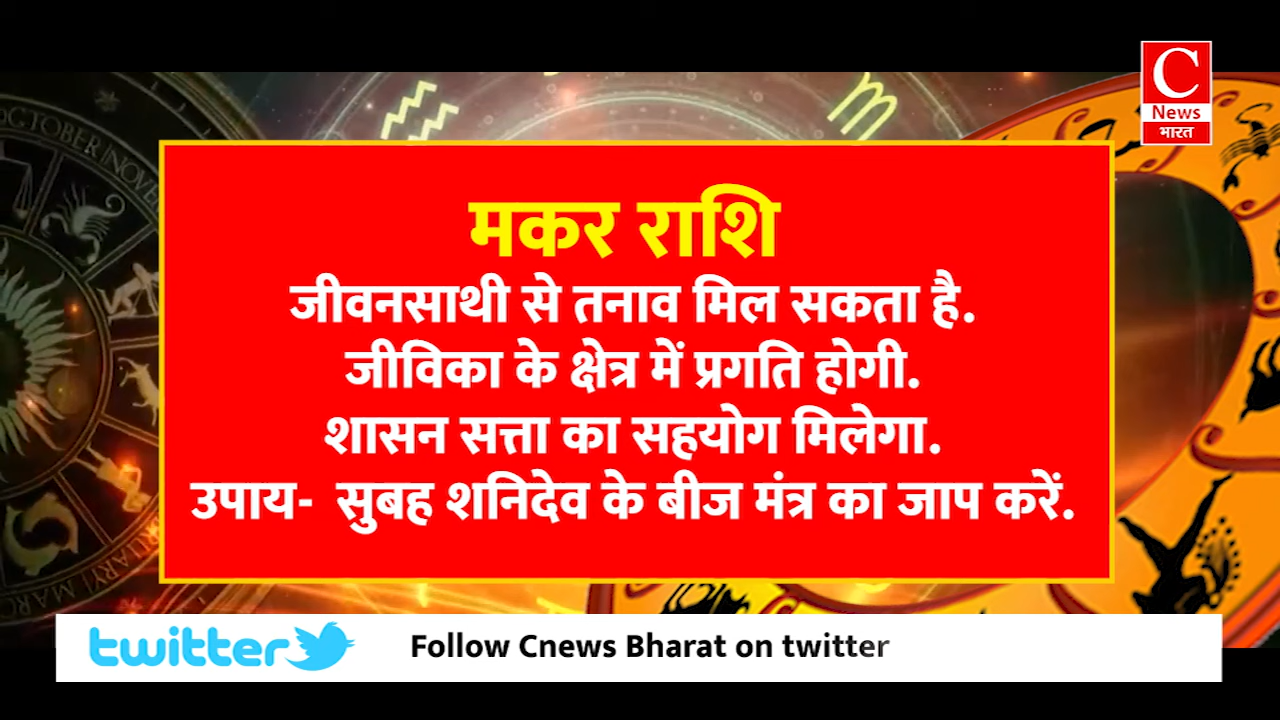 C
News
भारत
OCTOBER
मकर राशि
जीवनसाथी से तनाव मिल सकता है.
जीविका के क्षेत्र में प्रगति होगी.
शासन सत्ता का सहयोग मिलेगा.
उपाय- सुबह शनिदेव के बीज मंत्र का जाप करें.
twitter
Follow Cnews Bharat on twitter